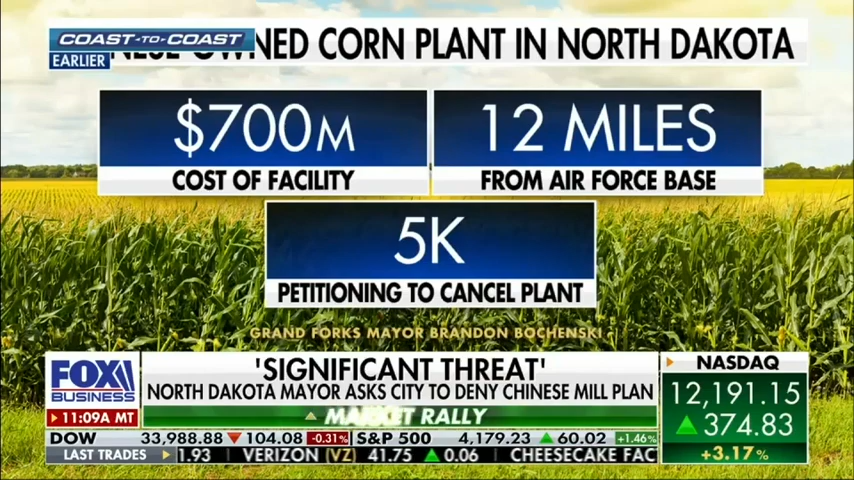 COAST-TO-COAST
OWNED CORN PLANT IN NORTH DAKOTA
EARLIER
$700M
COST OF FACILITY
12 MILES
FROM AIR FORCE BASE
5K
PETITIONING TO CANCEL PLANT
GRAND FORKS MAYOR BRANDON BOCHENSKI
FOX
BUSINESS
11:09A MT
'SIGNIFICANT THREAT'
NORTH DAKOTA MAYOR ASKS CITY TO DENY CHINESE MILL PLAN
MARKET RALLY
NASDAQ
12,191.15
374.83
+3.17%
DOW 33,988.88 104.08 -0.31% S&P 500 4,179.23 60.02 +1.46%
LAST TRADES 1.93 VERIZON (VZ) 41.75 0.06 CHEESECAKE FAC